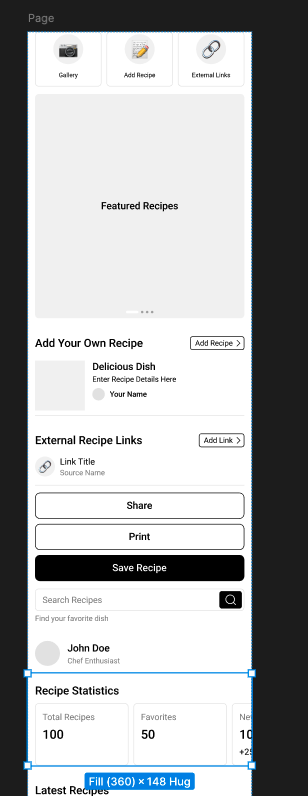 Page
Gallery
Add Recipe
External Links
Featured Recipes
Add Your Own Recipe
Add Recipe
Delicious Dish
Enter Recipe Details Here
Your Name
External Recipe Links
Add Link
Link Title
Source Name
Share
Print
Save Recipe
Search Recipes
Find your favorite dish
John Doe
Chef Enthusiast
Recipe Statistics
Total Recipes
Favorites
100
50
Fill (360) × 148 Hug
Latest Recipes